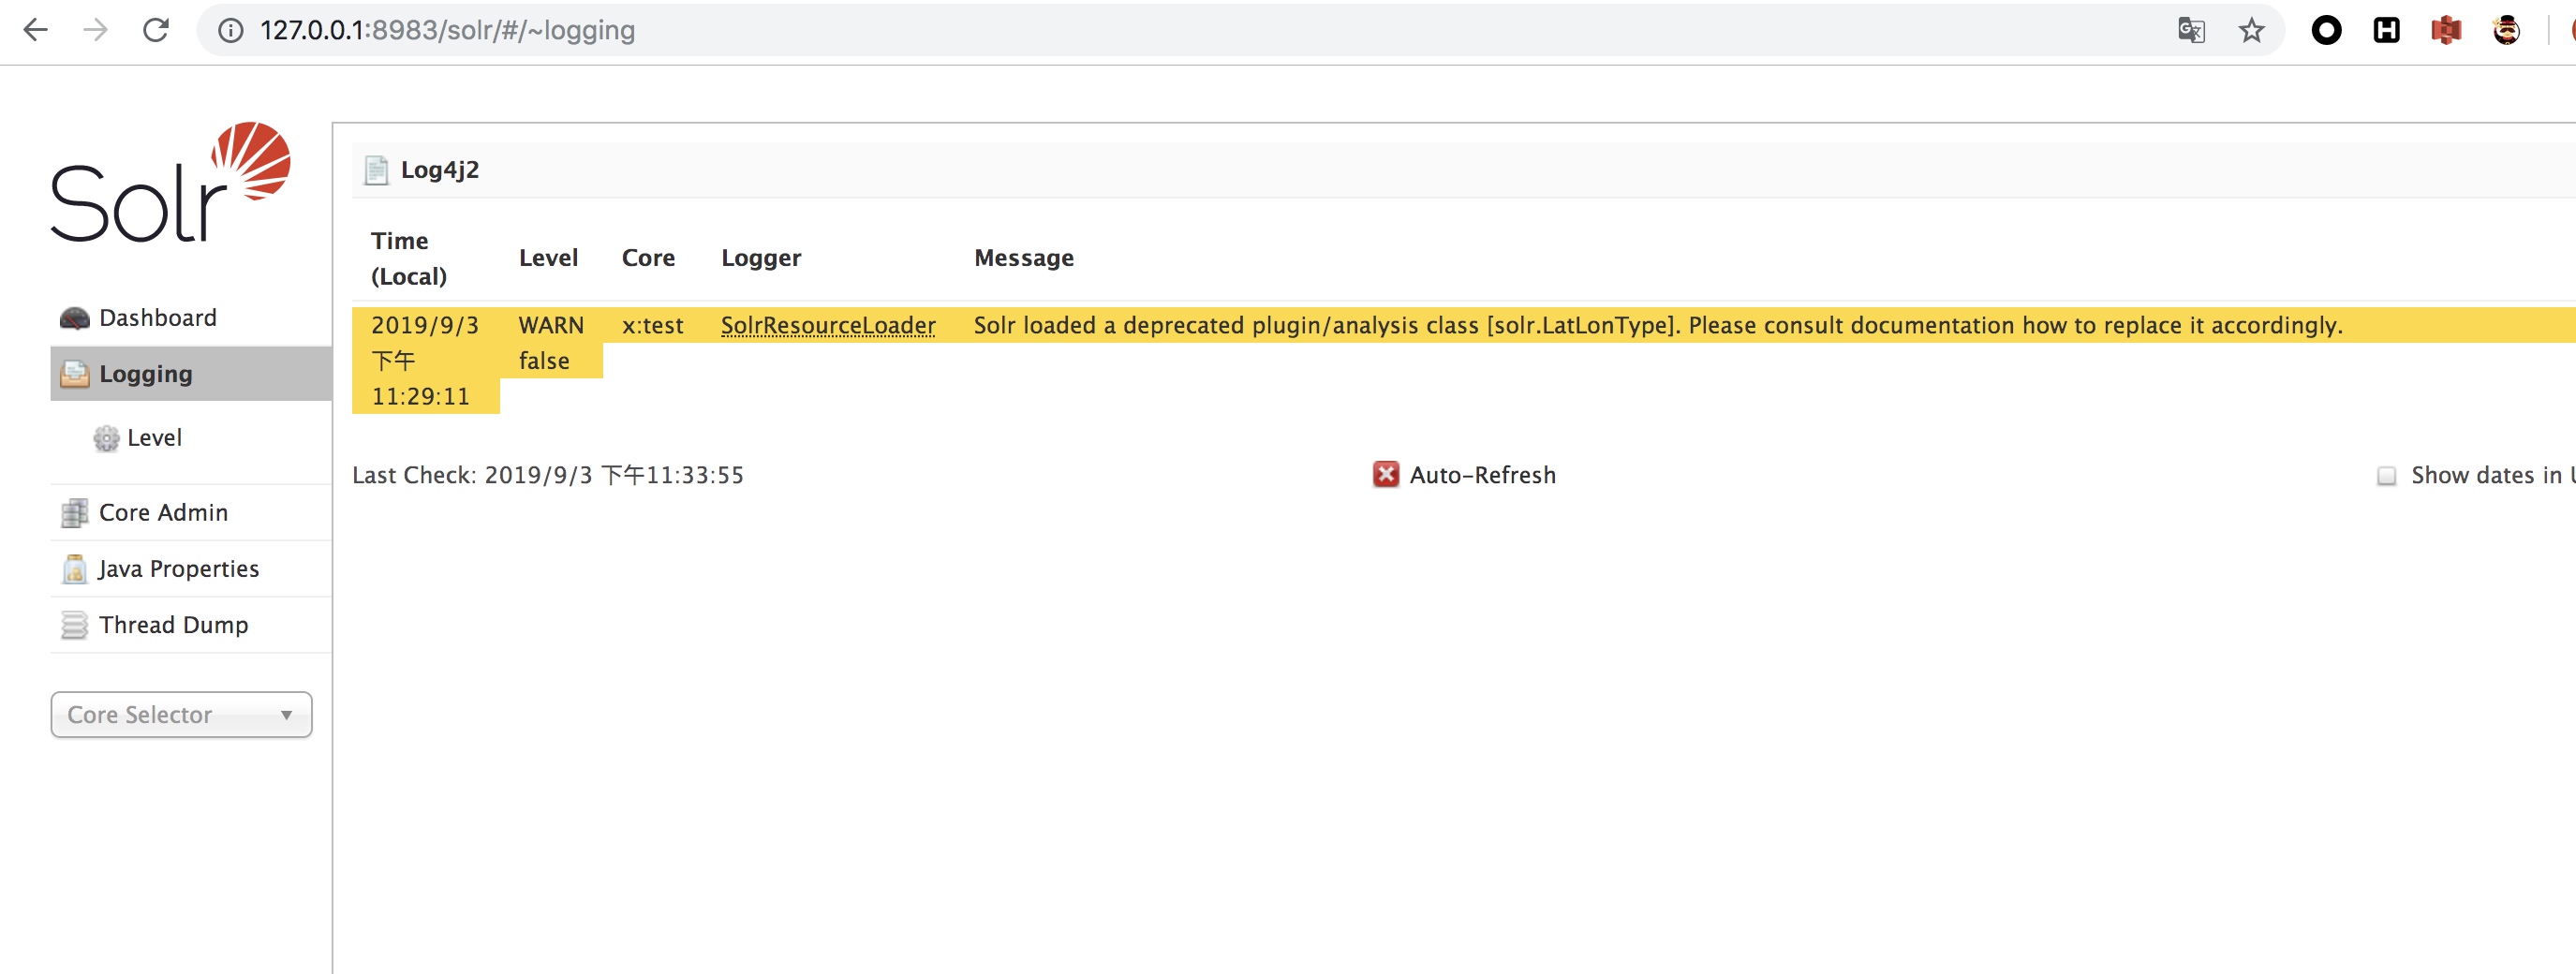 127.0.0.1:8983/solr/#/~logging
Solr
Log4j2
Time (Local) Level Core Logger Message
2019/9/3 下午 11:29:11 WARN false x:test SolrResourceLoader Solr loaded a deprecated plugin/analysis class [solr.LatLonType]. Please consult documentation how to replace it accordingly.
Last Check: 2019/9/3 下午11:33:55 Auto-Refresh Show dates in
Dashboard
Logging
Level
Core Admin
Java Properties
Thread Dump
Core Selector